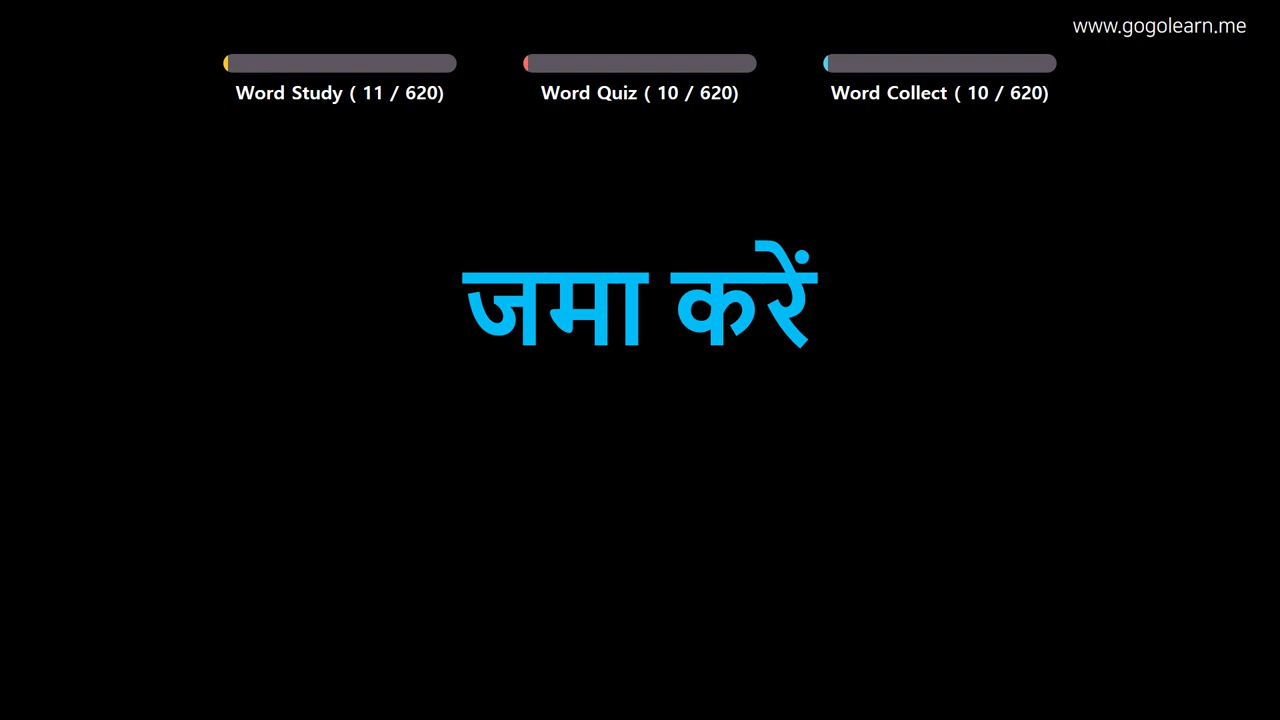 www.gogolearn.me
Word Study ( 11 / 620) Word Quiz ( 10 / 620) Word Collect ( 10 / 620)
जमा करें